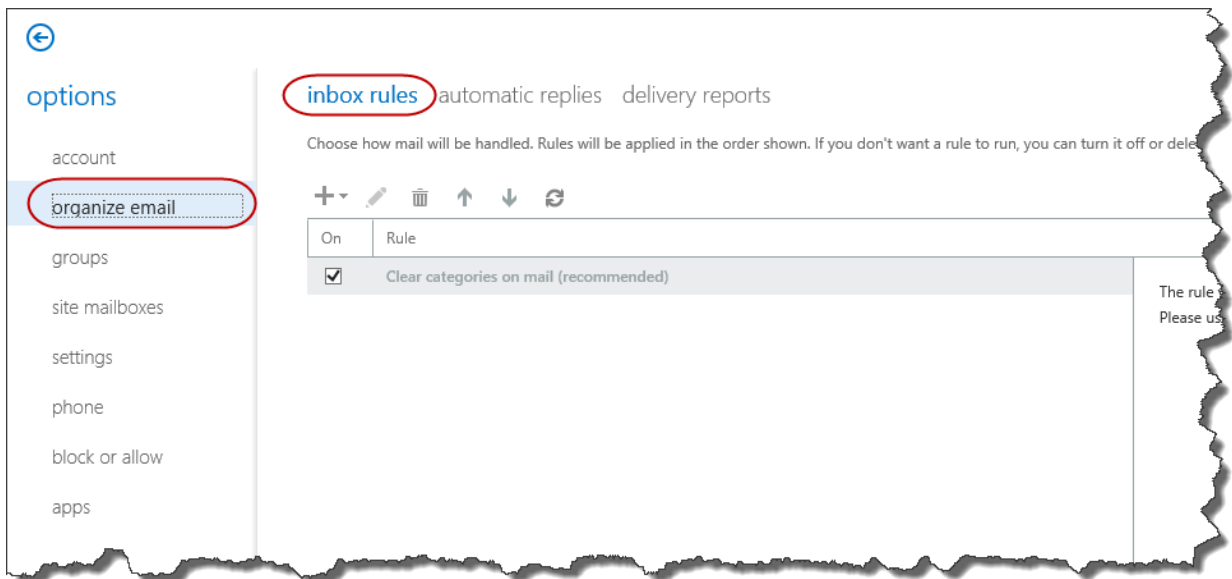 options
account
organize email
groups
site mailboxes
settings
phone
block or allow
apps
inbox rules automatic replies delivery reports
Choose how mail will be handled. Rules will be applied in the order shown. If you don't want a rule to run, you can turn it off or
On Rule
Clear categories on mail (recommended)
The rule
Please